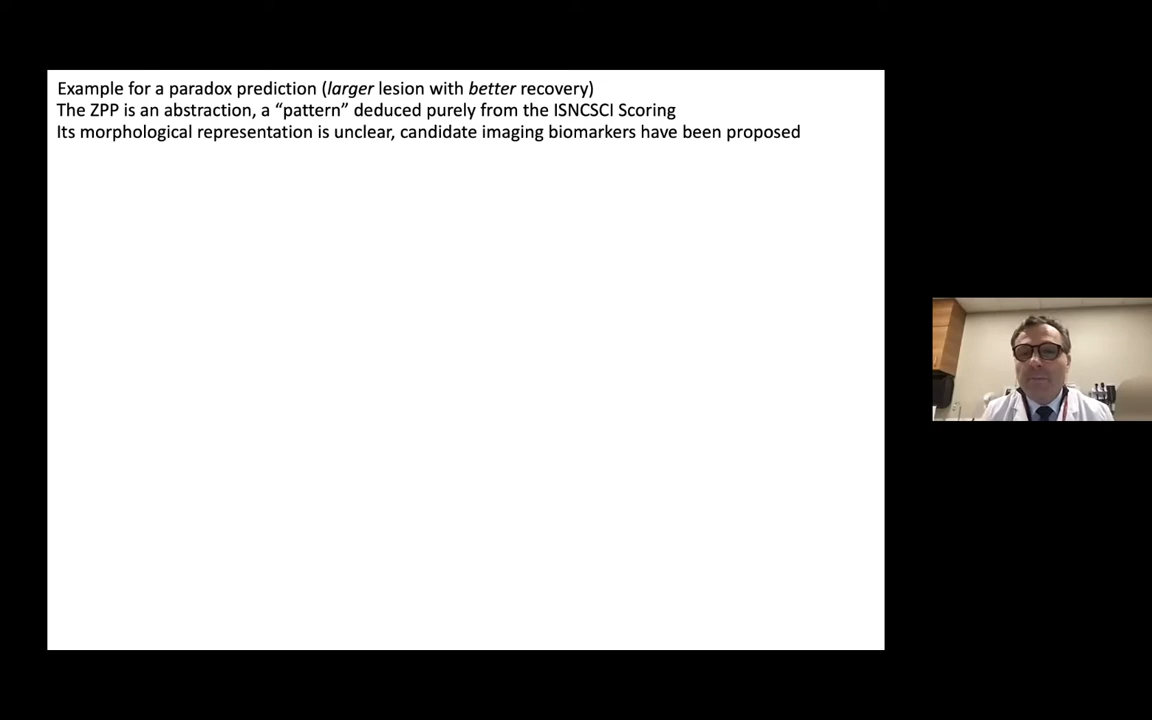 Example for a paradox prediction (larger lesion with better recovery)
The ZPP is an abstraction, a “pattern” deduced purely from the ISNCSCI Scoring
Its morphological representation is unclear, candidate imaging biomarkers have been proposed